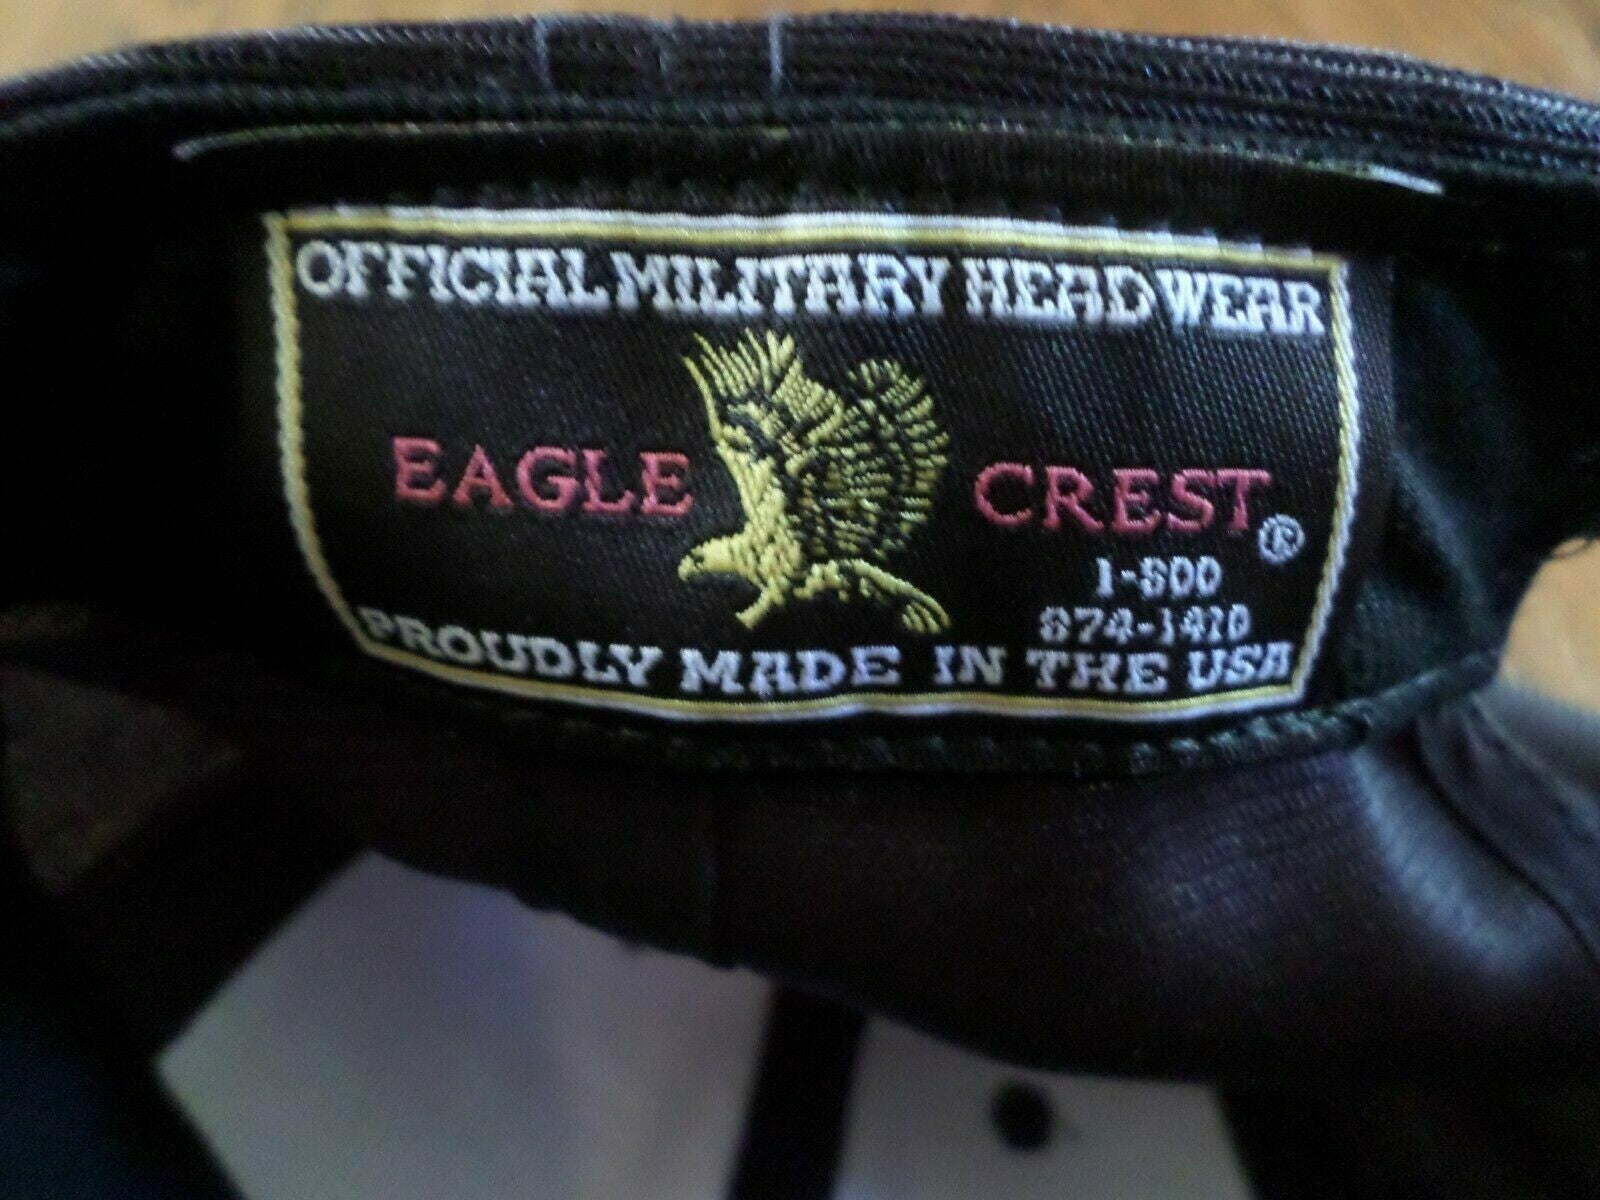 OFFICIAL MILITARY HEADWEAR
EAGLE CREST ®
1-800
874-1410
PROUDLY MADE IN THE USA